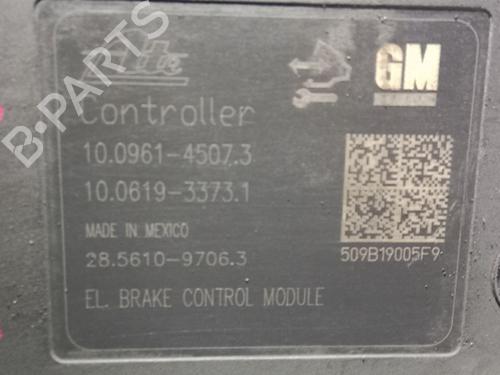 Ate
GM
Controller
10.0961-4507.3
10.0619-3373.1
MADE IN MEXICO
28.5610-9706.3
509B19005F9
EL. BRAKE CONTROL MODULE
B-PARTS